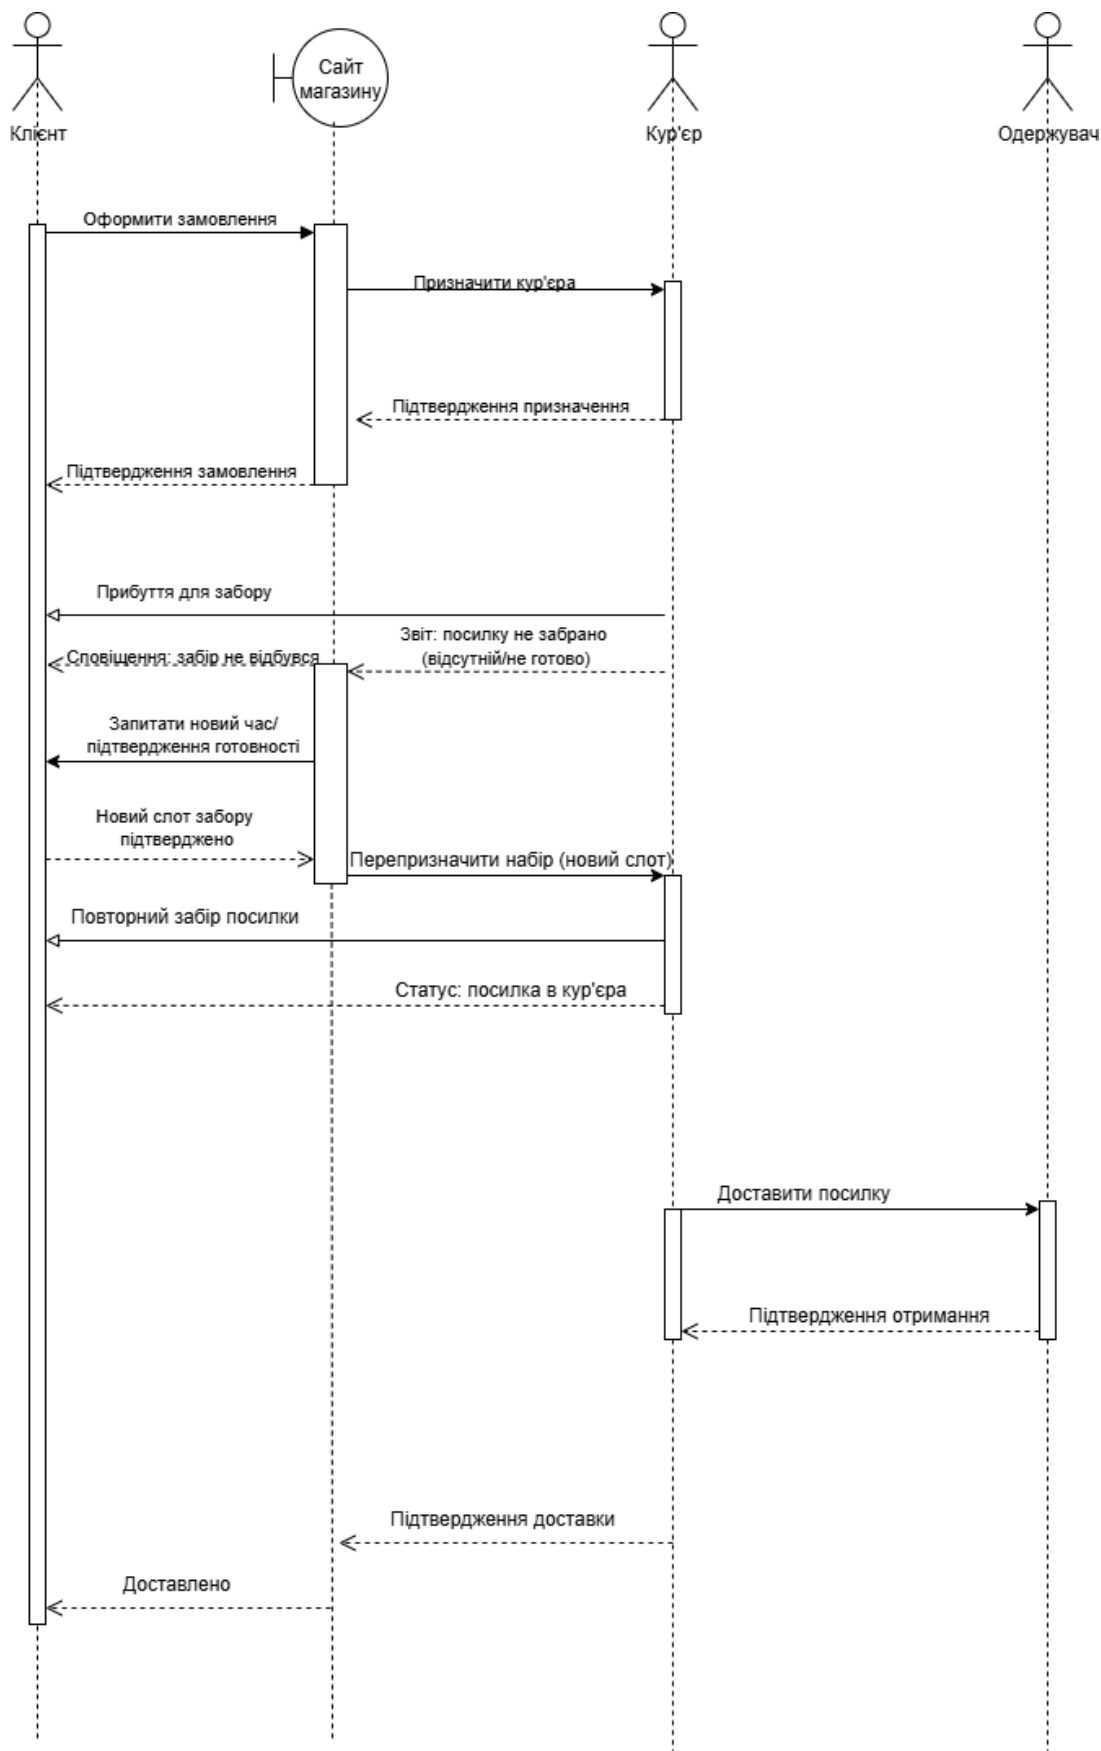 Сайт
магазину
Клієнт
Кур'єр
Одержувач
Оформити замовлення
Призначити кур'єра
Підтвердження призначення
Підтвердження замовлення
Прибуття для забору
Звіт: посилку не забрано
(відсутній/не готово)
Сповіщення: забір не відбувся
Запитати новий час/
підтвердження готовності
Новий слот забору
підтверджено
Перепризначити набір (новий слот)
Повторний забір посилки
Статус: посилка в кур'єра
Доставити посилку
Підтвердження отримання
Підтвердження доставки
Доставлено